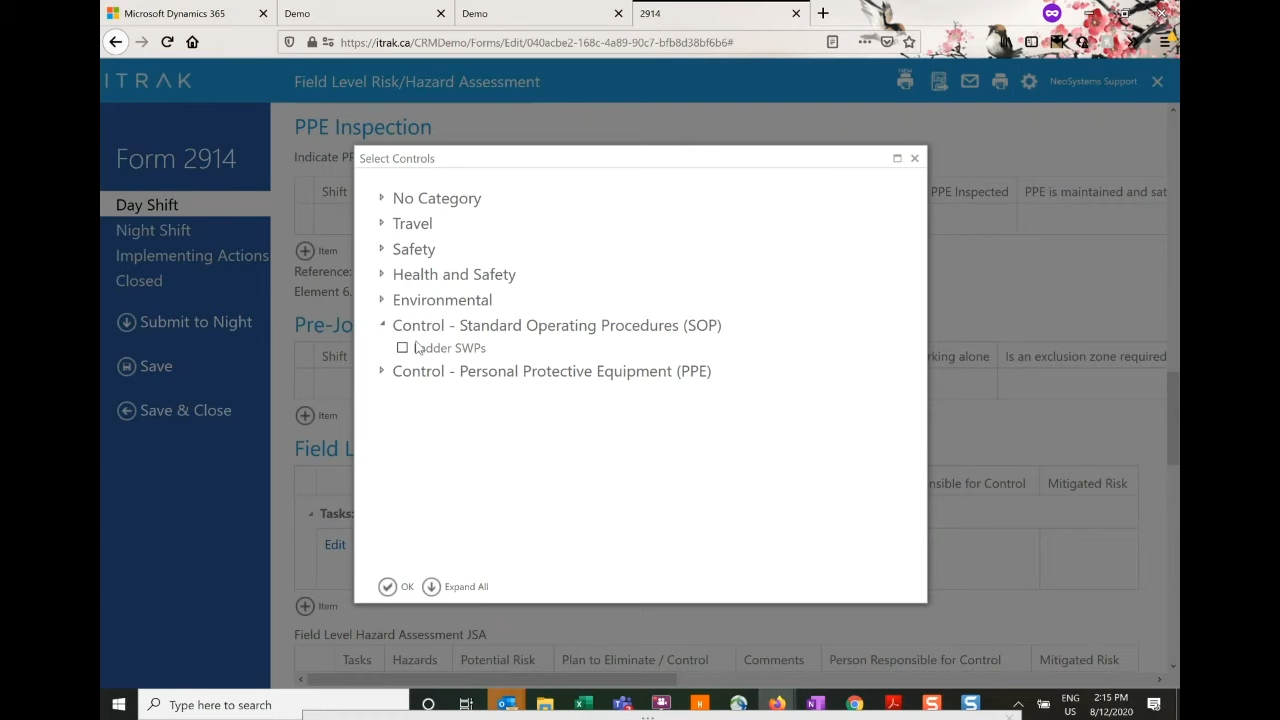 Microsoft Dynamics 365
Demo
Demo
2914
https://itrak.ca/CRMDemo/Forms/Edit/040acbe2-168c-4a89-90c7-bfb8d38bf6b6#
ITRAK
Field Level Risk/Hazard Assessment
NEW
NeoSystems Support
Form 2914
Day Shift
Night Shift
Implementing Actions
Closed
Submit to Night
Save
Save & Close
PPE Inspection
Indicate
Shift
PPE Inspected
PPE is maintained and sat
Item
Reference:
Element 6.
Select Controls
No Category
Travel
Safety
Health and Safety
Environmental
Control - Standard Operating Procedures (SOP)
Ladder SWPs
Control - Personal Protective Equipment (PPE)
OK
Expand All
Pre-Jo
Shift
rking alone
Is an exclusion zone required
Item
Field L
nsible for Control
Mitigated Risk
Tasks:
Edit
Item
Field Level Hazard Assessment JSA
Tasks
Hazards
Potential Risk
Plan to Eliminate / Control
Comments
Person Responsible for Control
Mitigated Risk
Type here to search
ENG
US
2:15 PM
8/12/2020